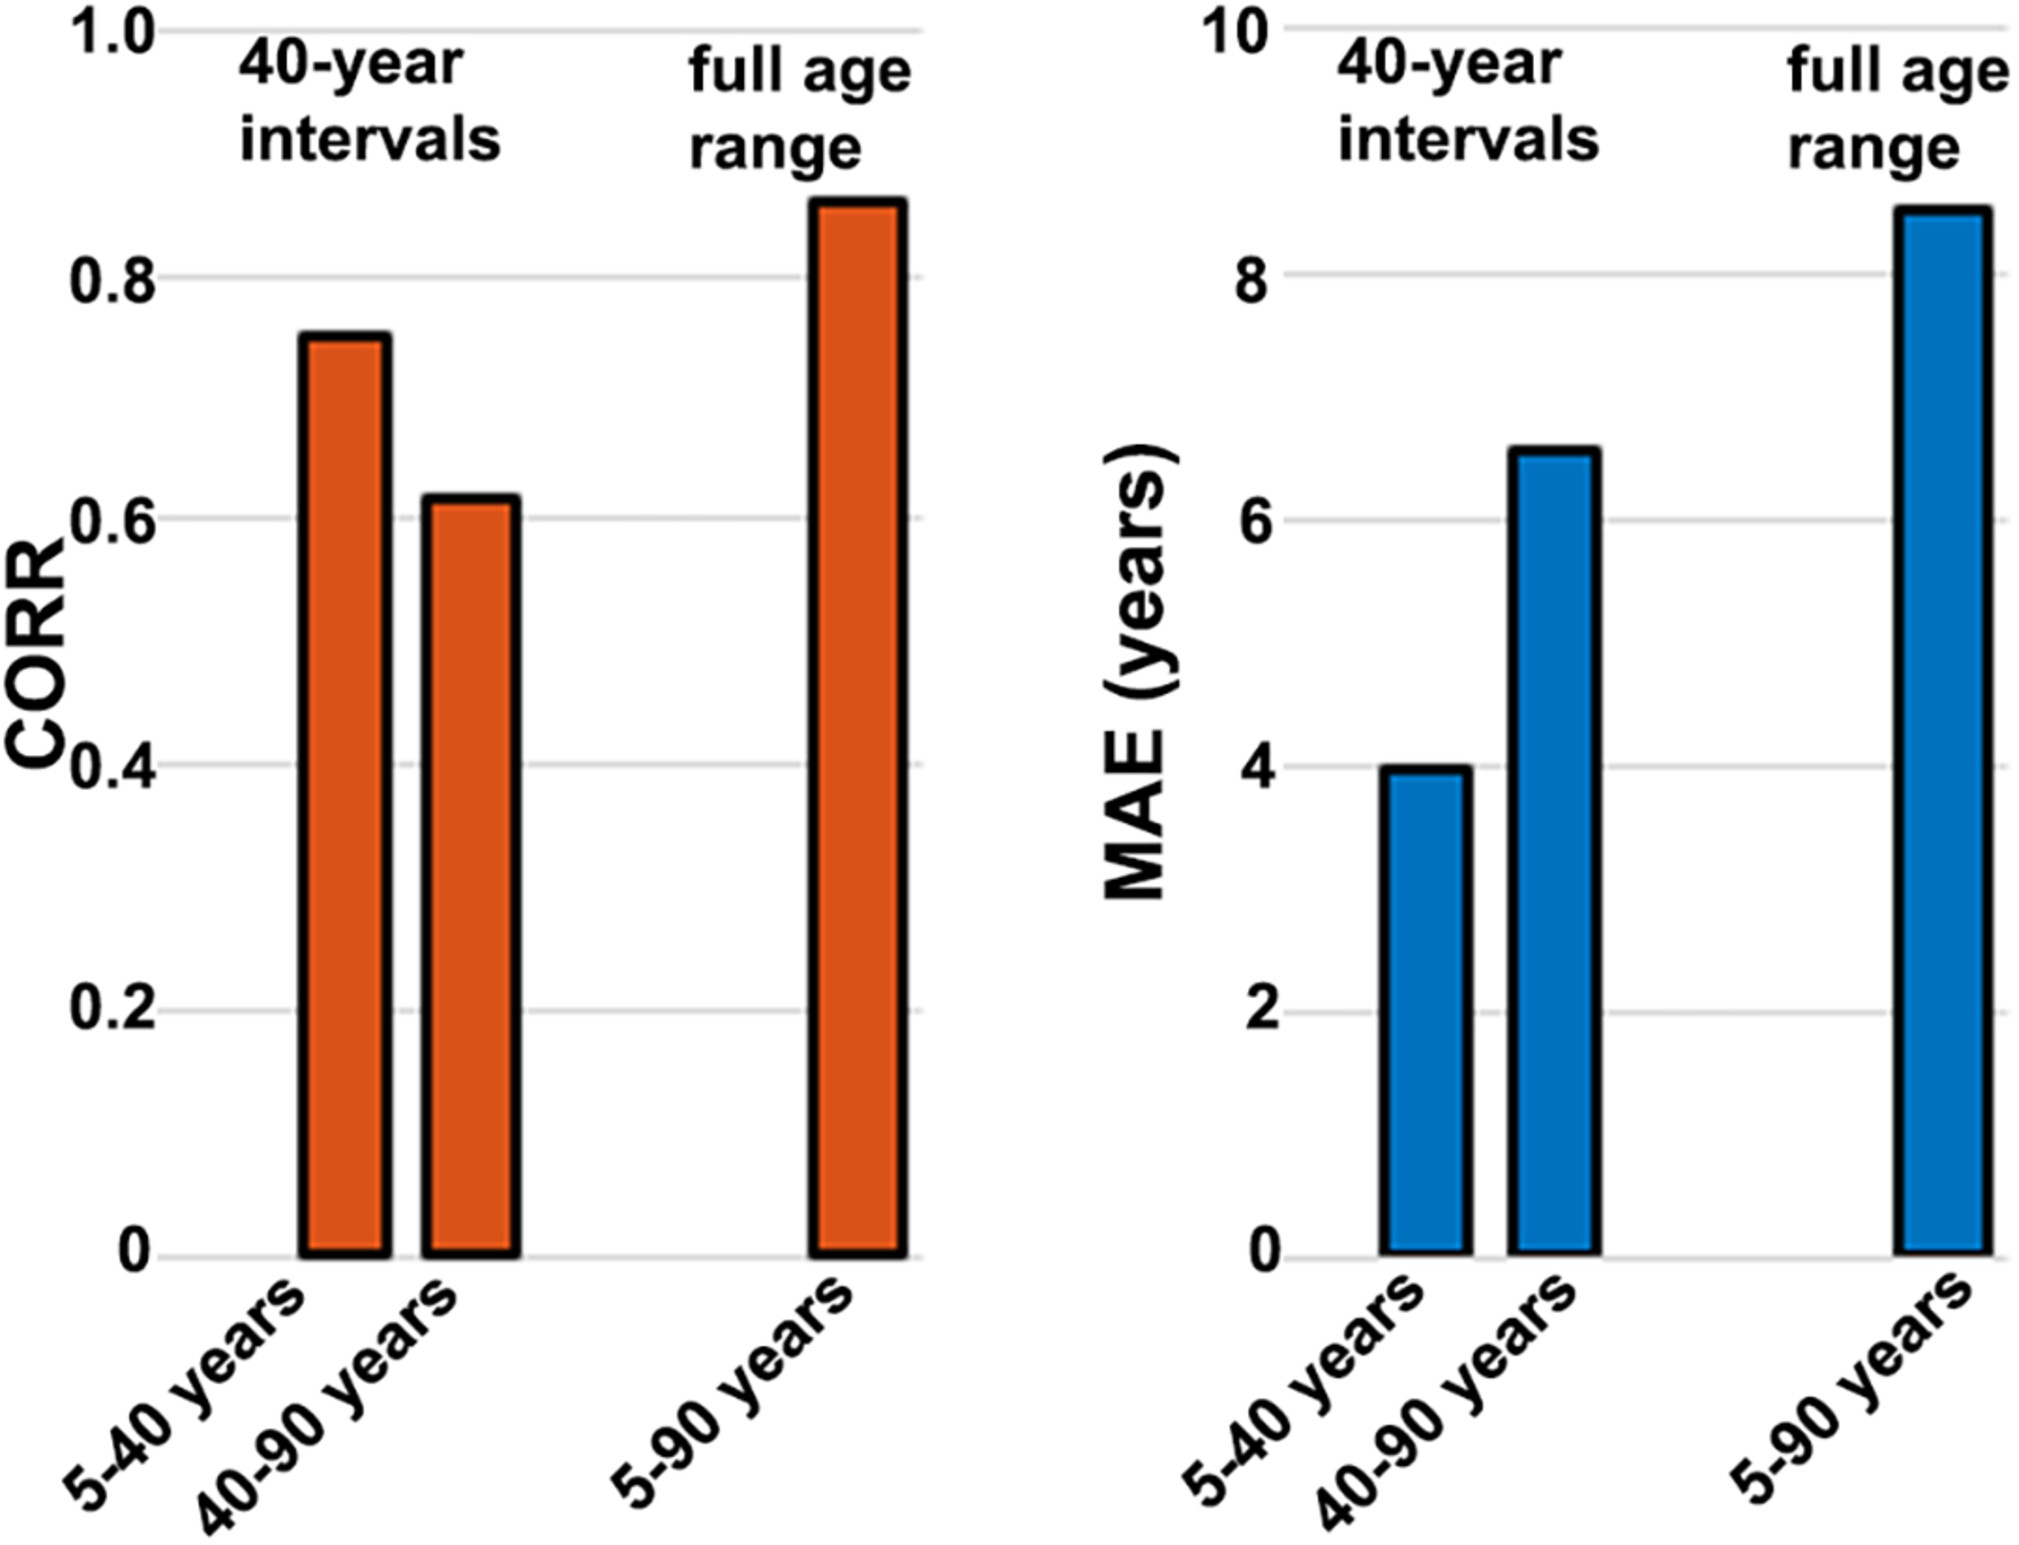 CORR
1.0
0.8
0.6
0.4
0.2
0
40-year
intervals
full age
range
5-40 years
40-90 years
5-90 years
MAE (years)
10
8
6
4
2
0
40-year
intervals
full age
range
5-40 years
40-90 years
5-90 years